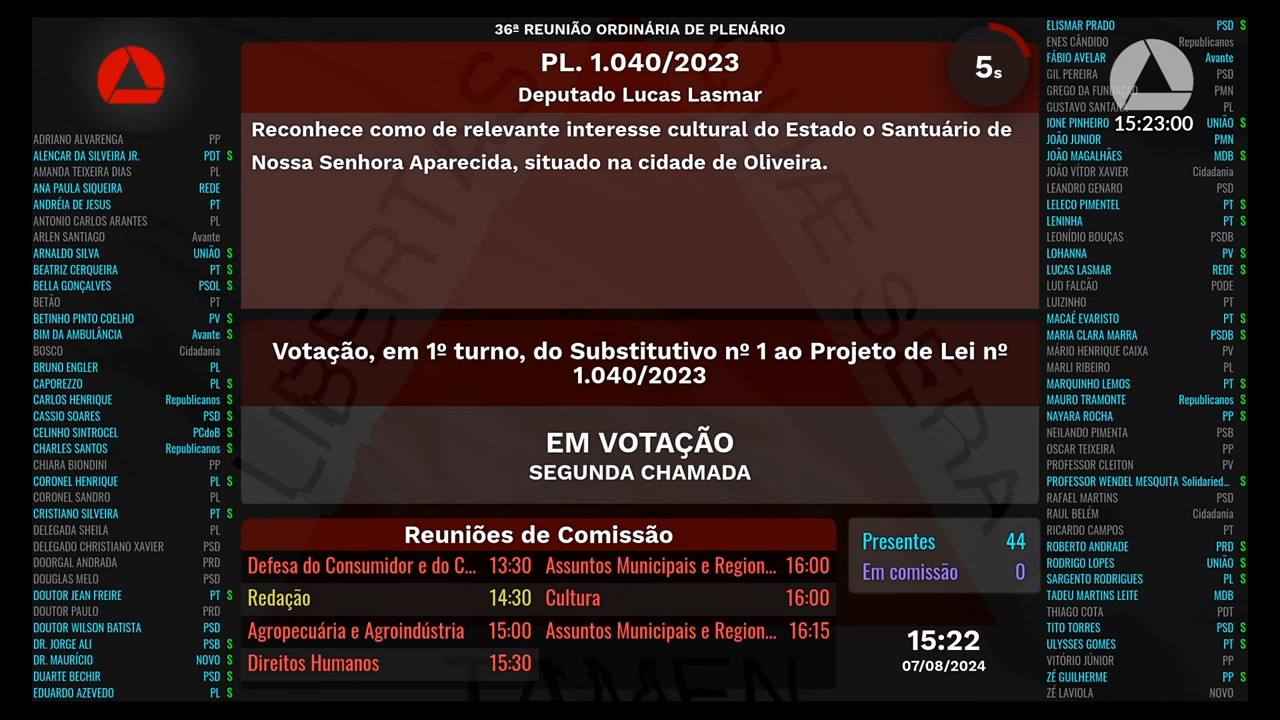 36ª REUNIÃO ORDINÁRIA DE PLENÁRIO
PL. 1.040/2023
Deputado Lucas Lasmar
5s
Reconhece como de relevante interesse cultural do Estado o Santuário de
Nossa Senhora Aparecida, situado na cidade de Oliveira.
Votação, em 1º turno, do Substitutivo nº 1 ao Projeto de Lei nº
1.040/2023
EM VOTAÇÃO
SEGUNDA CHAMADA
Reuniões de Comissão
Defesa do Consumidor e do C... 13:30
Redação 14:30
Agropecuária e Agroindústria 15:00
Direitos Humanos 15:30
Assuntos Municipais e Region... 16:00
Cultura 16:00
Assuntos Municipais e Region... 16:15
Presentes 44
Em comissão 0
15:22
07/08/2024
ADRIANO ALVARENGA PP
ALENCAR DA SILVEIRA JR. PDT S
AMANDA TEIXEIRA DIAS PL
ANA PAULA SIQUEIRA REDE
ANDRÉIA DE JESUS PT
ANTONIO CARLOS ARANTES PL
ARLEN SANTIAGO Avante
ARNALDO SILVA UNIÃO S
BEATRIZ CERQUEIRA PT S
BELLA GONÇALVES PSOL S
BETÃO PT
BETINHO PINTO COELHO PV S
BIM DA AMBULÂNCIA Avante S
BOSCO Cidadania
BRUNO ENGLER PL
CAPOREZZO PL S
CARLOS HENRIQUE Republicanos S
CASSIO SOARES PSD S
CELINHO SINTROCEL PCdoB S
CHARLES SANTOS Republicanos S
CHIARA BIONDINI PP
CORONEL HENRIQUE PL S
CORONEL SANDRO PL
CRISTIANO SILVEIRA PT S
DELEGADA SHEILA PL
DELEGADO CHRISTIANO XAVIER PSD
DOORGAL ANDRADA PRD
DOUGLAS MELO PSD
DOUTOR JEAN FREIRE PT S
DOUTOR PAULO PRD
DOUTOR WILSON BATISTA PSD
DR. JORGE ALI PSB S
DR. MAURÍCIO NOVO S
DUARTE BECHIR PSD S
EDUARDO AZEVEDO PL S
ELISMAR PRADO PSD S
ENES CÂNDIDO Republicanos
FÁBIO AVELAR Avante
GIL PEREIRA PSD
GREGO DA FUNDAÇÃO PMN
GUSTAVO SANTANA PL
IONE PINHEIRO UNIÃO S
15:23:00
JOÃO JUNIOR PMN
JOÃO MAGALHÃES MDB S
JOÃO VÍTOR XAVIER Cidadania
LEANDRO GENARO PSD
LELECO PIMENTEL PT S
LENINHA PT S
LEONÍDIO BOUÇAS PSDB
LOHANNA PV S
LUCAS LASMAR REDE S
LUD FALCÃO PODE
LUIZINHO PT
MACAÉ EVARISTO PT S
MARIA CLARA MARRA PSDB S
MÁRIO HENRIQUE CAIXA PV
MARLI RIBEIRO PL
MARQUINHO LEMOS PT S
MAURO TRAMONTE Republicanos S
NAYARA ROCHA PP S
NEILANDO PIMENTA PSB
OSCAR TEIXEIRA PP
PROFESSOR CLEITON PV
PROFESSOR WENDEL MESQUITA Solidaried... S
RAFAEL MARTINS PSD
RAUL BELÉM Cidadania
RICARDO CAMPOS PT
ROBERTO ANDRADE PRD S
RODRIGO LOPES UNIÃO S
SARGENTO RODRIGUES PL S
TADEU MARTINS LEITE MDB
THIAGO COTA PDT
TITO TORRES PSD S
ULYSSES GOMES PT S
VITÓRIO JÚNIOR PP
ZÉ GUILHERME PP S
ZÉ LAVIOLA NOVO
LIBERTAS
QUÆ SERA
TAMEN